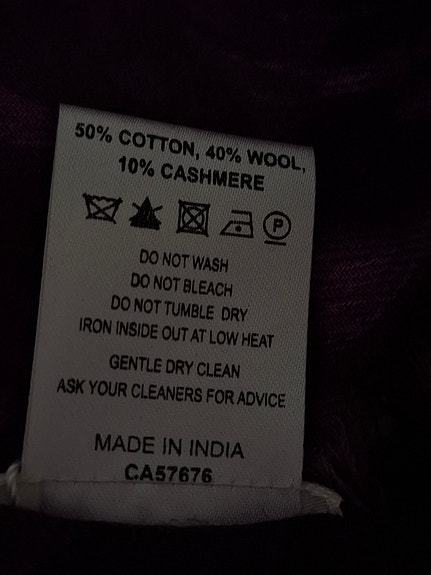 50% COTTON, 40% WOOL,
10% CASHMERE
P
DO NOT WASH
DO NOT BLEACH
DO NOT TUMBLE DRY
IRON INSIDE OUT AT LOW HEAT
GENTLE DRY CLEAN
ASK YOUR CLEANERS FOR ADVICE
MADE IN INDIA
CA57676